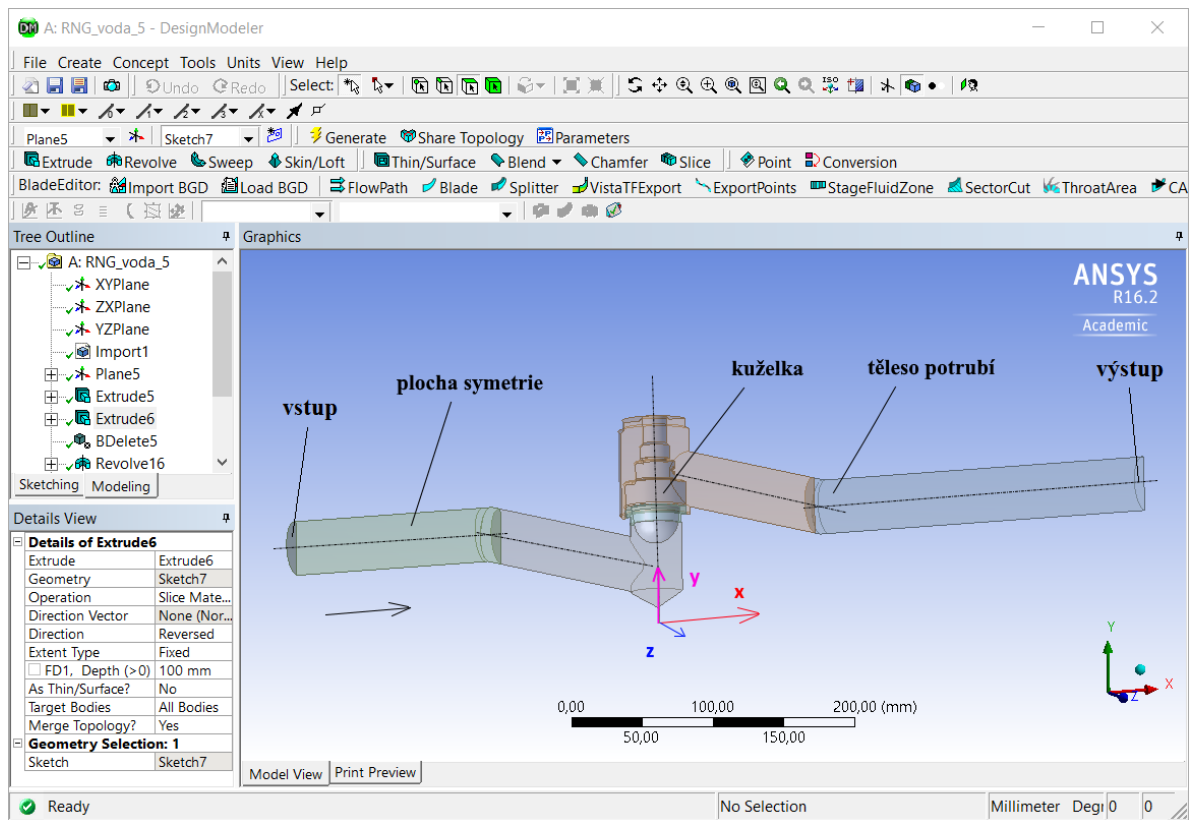 A: RNG_voda_5 - DesignModeler
File Create Concept Tools Units View Help
Undo Redo Select:
Plane5 Sketch7 Generate Share Topology Parameters
Extrude Revolve Sweep Skin/Loft Thin/Surface Blend Chamfer Slice Point Conversion
BladeEditor: Import BGD Load BGD FlowPath Blade Splitter VistaTFExport ExportPoints StageFluidZone SectorCut ThroatArea CA
Tree Outline
A: RNG_voda_5
XYPlane
ZXPlane
YZPlane
Import1
Plane5
Extrude5
Extrude6
BDelete5
Revolve16
Sketching Modeling
Details View
Details of Extrude6
Extrude Extrude6
Geometry Sketch7
Operation Slice Mate...
Direction Vector None (Nor...
Direction Reversed
Extent Type Fixed
FD1, Depth (>0) 100 mm
As Thin/Surface? No
Target Bodies All Bodies
Merge Topology? Yes
Geometry Selection: 1
Sketch Sketch7
Graphics
ANSYS
R16.2
Academic
vstup
plocha symetrie
kuželka
těleso potrubí
výstup
y
x
z
Y
X
Z
0,00 100,00 200,00 (mm)
50,00 150,00
Model View Print Preview
Ready No Selection Millimeter Degr 0 0